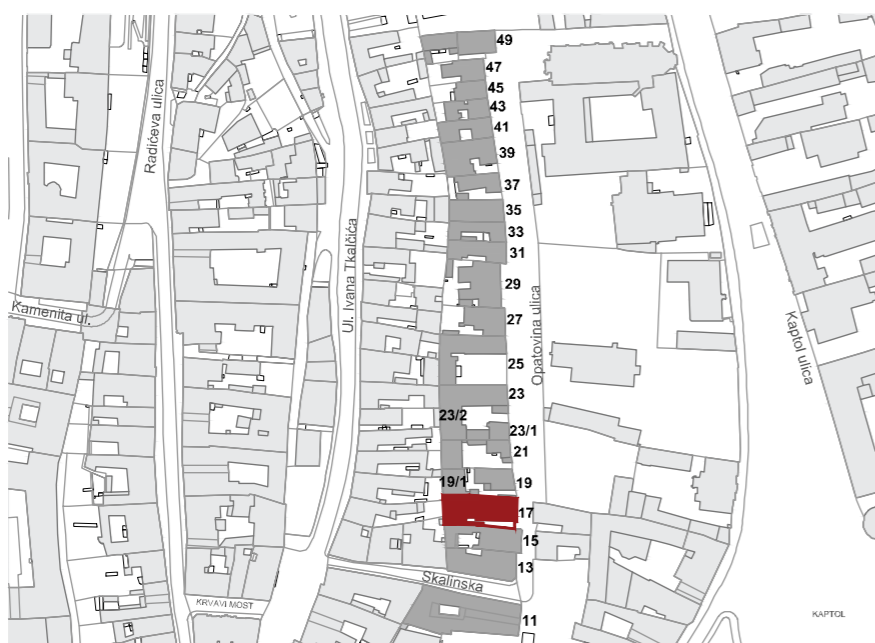 49
47
45
43
41
39
37
35
33
31
29
27
25
23
23/2
23/1
21
19
19/1
17
15
13
11
Radićeva ulica
Ul. Ivana Tkalčića
Kamenita ul.
Opatovina ulica
Kaptol ulica
Skalinska
KRVAVI MOST
KAPTOL